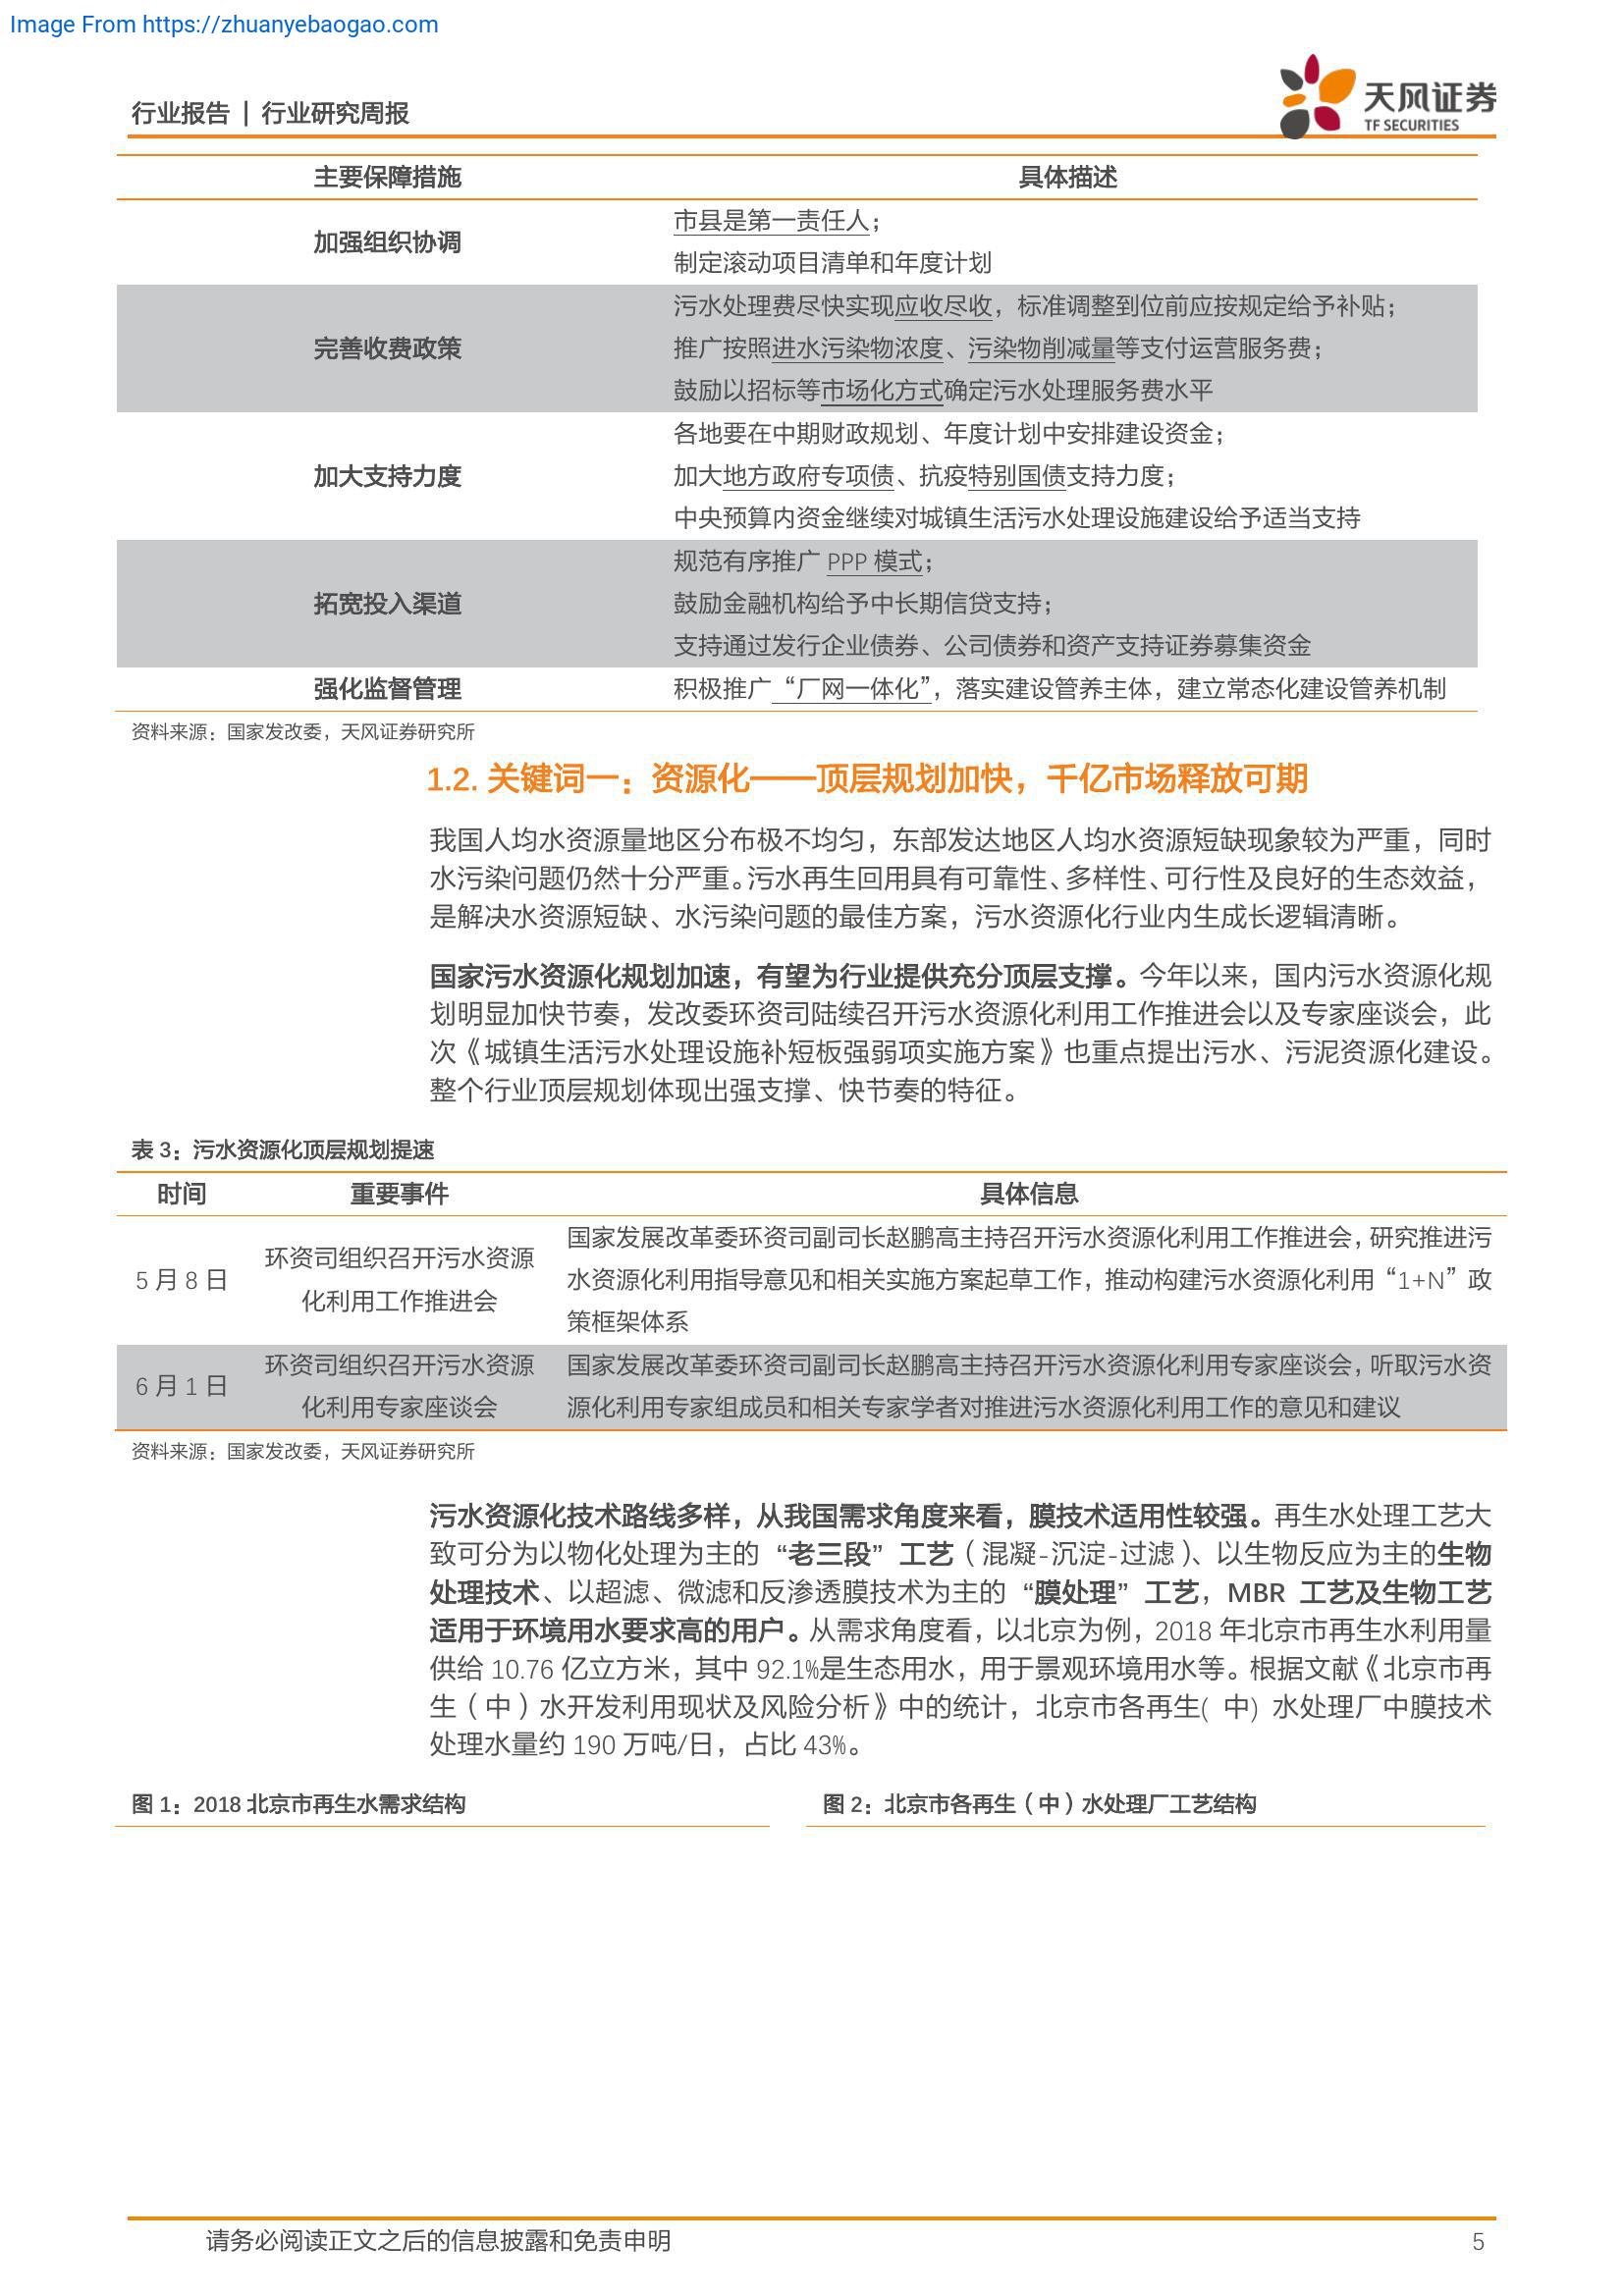 Image From https://zhuanyebaogao.com
行业报告 | 行业研究周报
天风证券
TF SECURITIES
主要保障措施 具体描述
加强组织协调
市县是第一责任人；
制定滚动项目清单和年度计划
完善收费政策
污水处理费尽快实现应收尽收，标准调整到位前应按规定给予补贴；
推广按照进水污染物浓度、污染物削减量等支付运营服务费；
鼓励以招标等市场化方式确定污水处理服务费水平
加大支持力度
各地要在中期财政规划、年度计划中安排建设资金；
加大地方政府专项债、抗疫特别国债支持力度；
中央预算内资金继续对城镇生活污水处理设施建设给予适当支持
拓宽投入渠道
规范有序推广 PPP 模式；
鼓励金融机构给予中长期信贷支持；
支持通过发行企业债券、公司债券和资产支持证券募集资金
强化监督管理 积极推广“厂网一体化”，落实建设管养主体，建立常态化建设管养机制
资料来源：国家发改委，天风证券研究所
1.2. 关键词一：资源化——顶层规划加快，千亿市场释放可期
我国人均水资源量地区分布极不均匀，东部发达地区人均水资源短缺现象较为严重，同时
水污染问题仍然十分严重。污水再生回用具有可靠性、多样性、可行性及良好的生态效益，
是解决水资源短缺、水污染问题的最佳方案，污水资源化行业内生成长逻辑清晰。
国家污水资源化规划加速，有望为行业提供充分顶层支撑。今年以来，国内污水资源化规
划明显加快节奏，发改委环资司陆续召开污水资源化利用工作推进会以及专家座谈会，此
次《城镇生活污水处理设施补短板强弱项实施方案》也重点提出污水、污泥资源化建设。
整个行业顶层规划体现出强支撑、快节奏的特征。
表 3：污水资源化顶层规划提速
时间 重要事件 具体信息
5 月 8 日
环资司组织召开污水资源
化利用工作推进会
国家发展改革委环资司副司长赵鹏高主持召开污水资源化利用工作推进会，研究推进污
水资源化利用指导意见和相关实施方案起草工作，推动构建污水资源化利用“1+N”政
策框架体系
6 月 1 日
环资司组织召开污水资源
化利用专家座谈会
国家发展改革委环资司副司长赵鹏高主持召开污水资源化利用专家座谈会，听取污水资
源化利用专家组成员和相关专家学者对推进污水资源化利用工作的意见和建议
资料来源：国家发改委，天风证券研究所
污水资源化技术路线多样，从我国需求角度来看，膜技术适用性较强。再生水处理工艺大
致可分为以物化处理为主的“老三段”工艺（混凝-沉淀-过滤）、以生物反应为主的生物
处理技术、以超滤、微滤和反渗透膜技术为主的“膜处理”工艺，MBR 工艺及生物工艺
适用于环境用水要求高的用户。从需求角度看，以北京为例，2018 年北京市再生水利用量
供给 10.76 亿立方米，其中 92.1%是生态用水，用于景观环境用水等。根据文献《北京市再
生（中）水开发利用现状及风险分析》中的统计，北京市各再生( 中) 水处理厂中膜技术
处理水量约 190 万吨/日，占比 43%。
图 1：2018 北京市再生水需求结构
图 2：北京市各再生（中）水处理厂工艺结构
请务必阅读正文之后的信息披露和免责申明 5